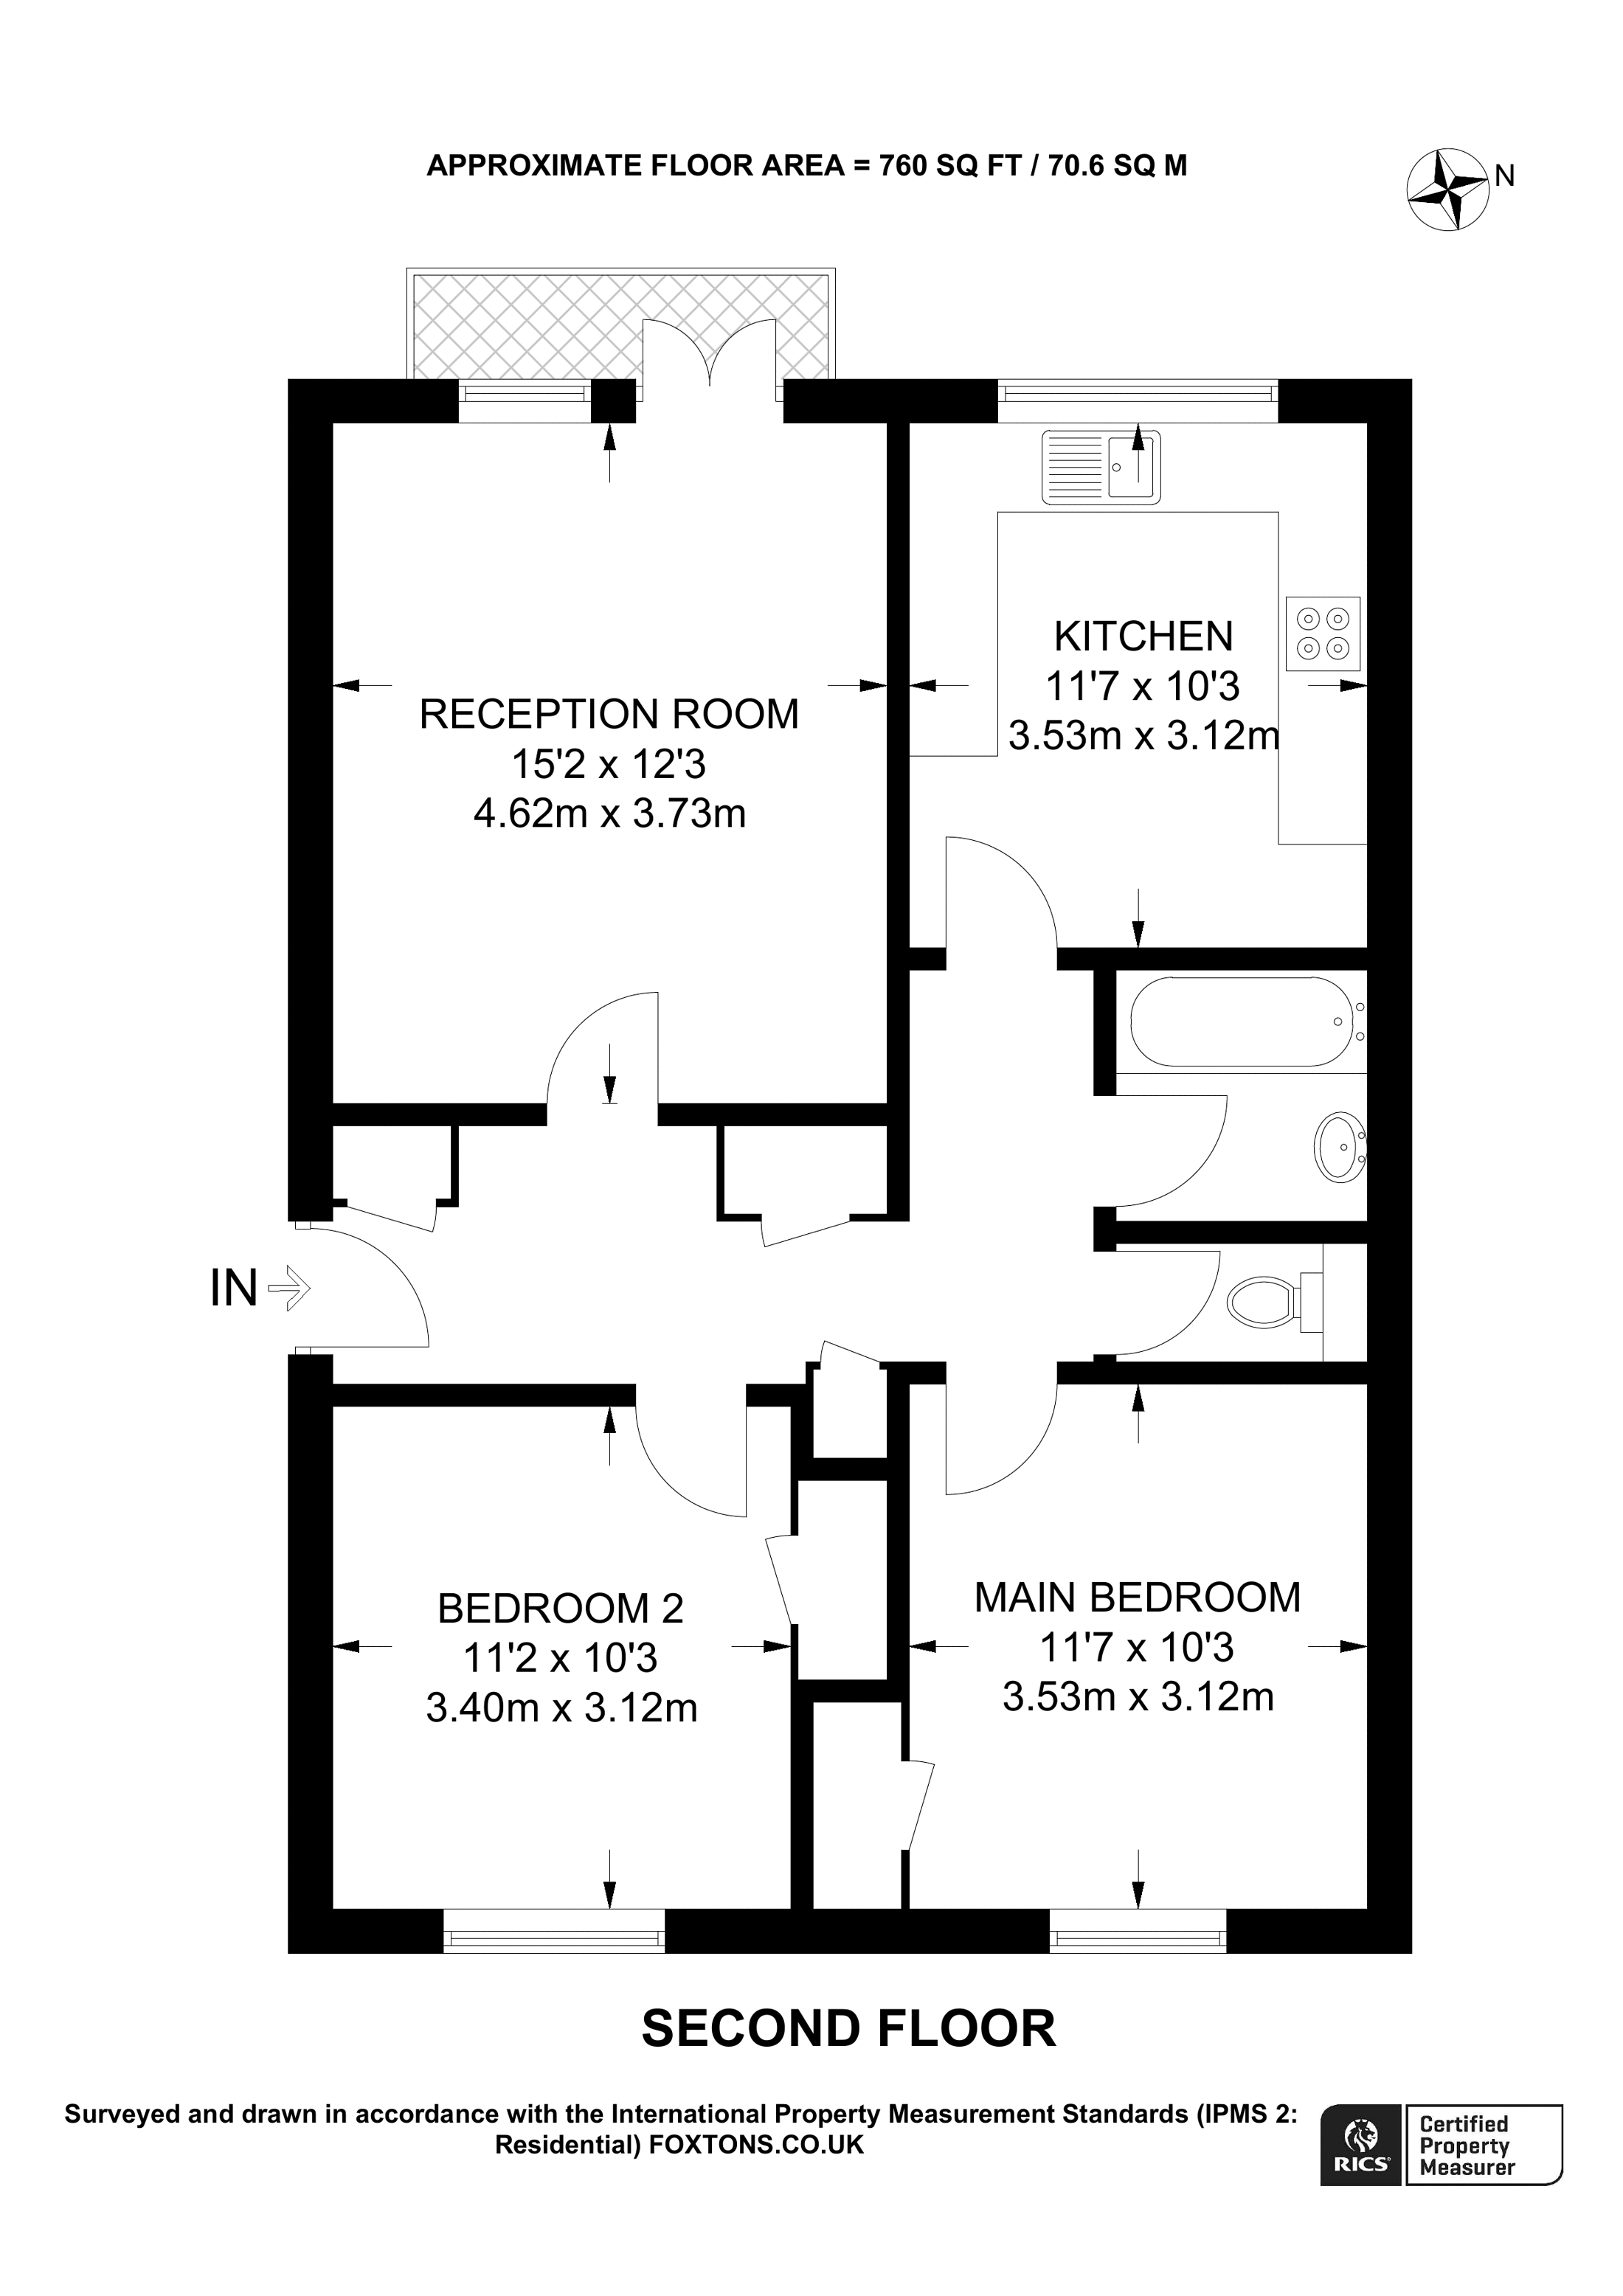 APPROXIMATE FLOOR AREA = 760 SQ FT / 70.6 SQ M
N
KITCHEN
11'7 x 10'3
3.53m x 3.12m
RECEPTION ROOM
15'2 x 12'3
4.62m x 3.73m
IN
BEDROOM 2
11'2 x 10'3
3.40m x 3.12m
MAIN BEDROOM
11'7 x 10'3
3.53m x 3.12m
SECOND FLOOR
Surveyed and drawn in accordance with the International Property Measurement Standards (IPMS 2:
Residential) FOXTONS.CO.UK
RICS
Certified
Property
Measurer